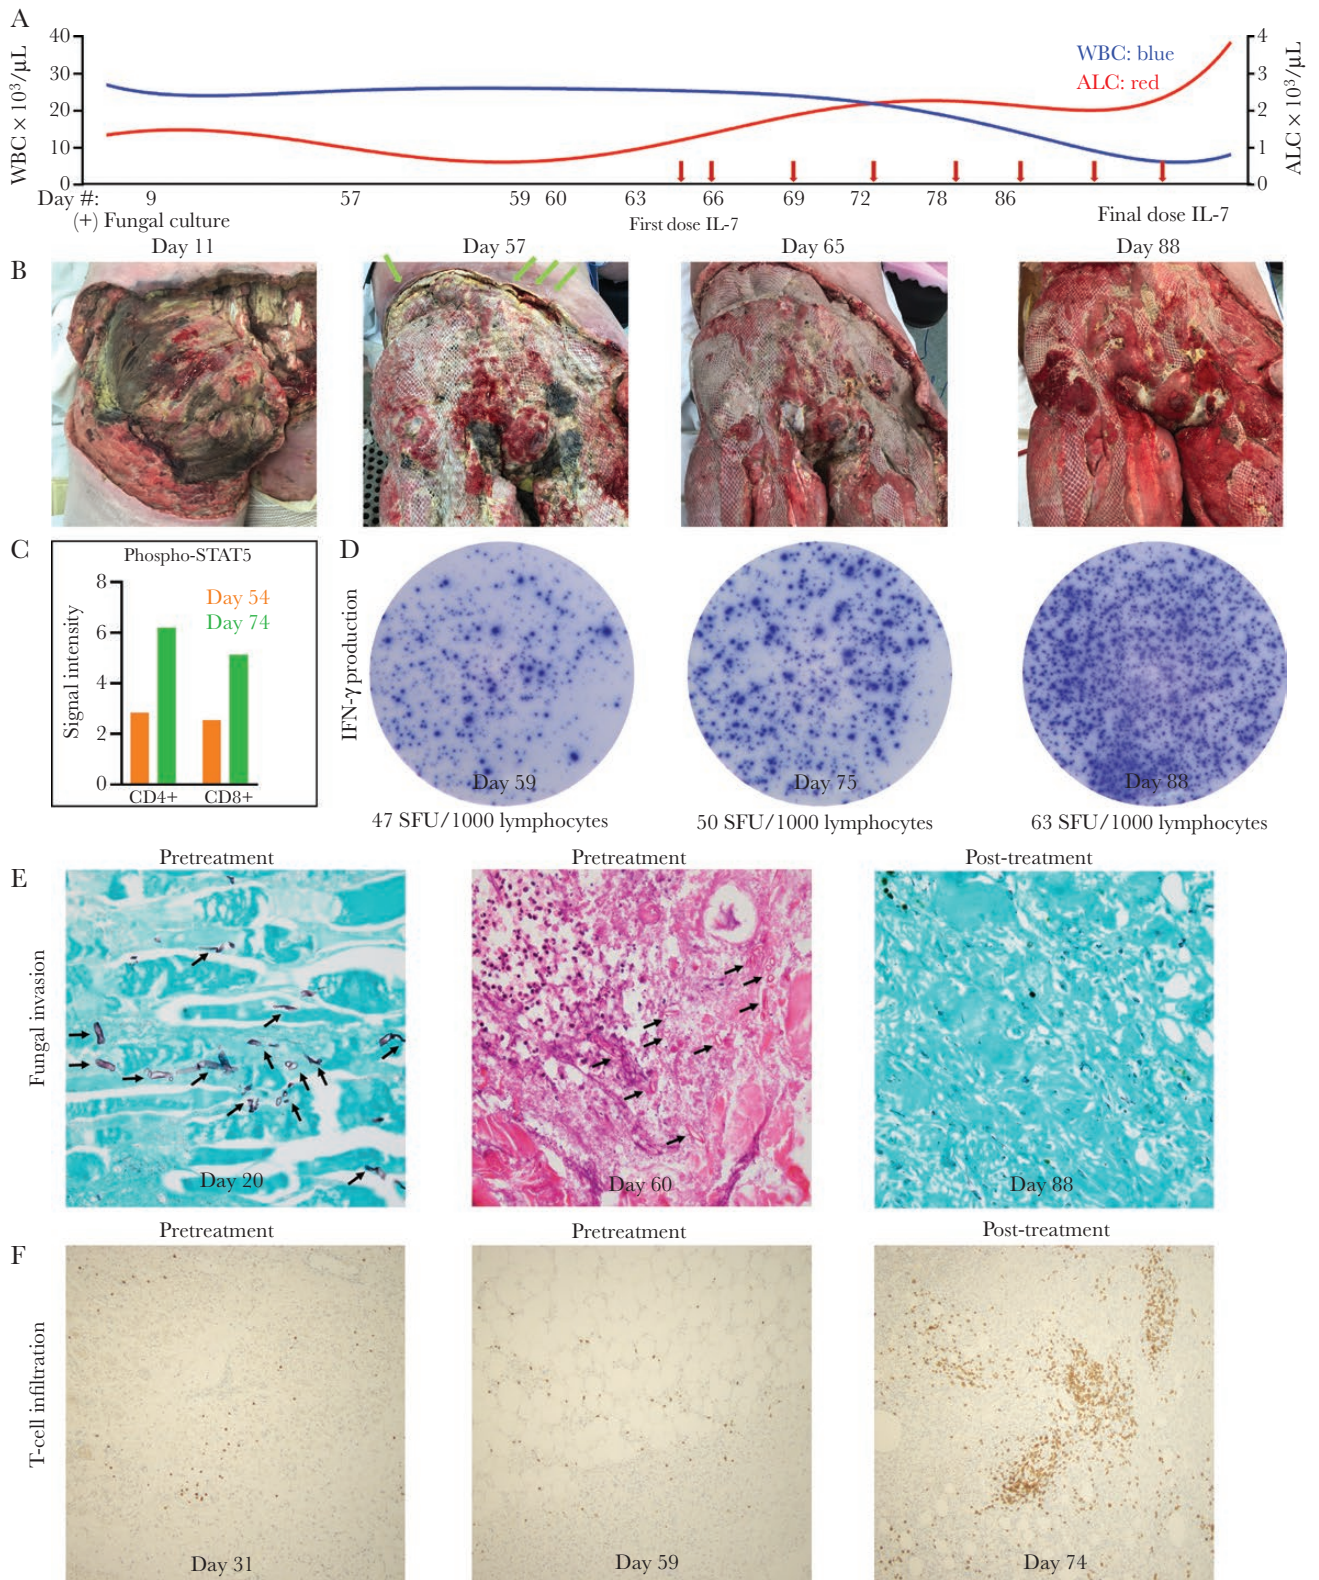 A
WBC × 10³/µL
40
30
20
10
0
WBC: blue
ALC: red
4
3
2
1
0
ALC × 10³/µL
Day #: 9 57 59 60 63 66 69 72 78 86
(+) Fungal culture
First dose IL-7
Final dose IL-7
B
Day 11
Day 57
Day 65
Day 88
C
Phospho-STAT5
Signal intensity
8
6
4
2
0
Day 54
Day 74
CD4+ CD8+
D
IFN-γ production
Day 59
Day 75
Day 88
47 SFU/1000 lymphocytes
50 SFU/1000 lymphocytes
63 SFU/1000 lymphocytes
E
Fungal invasion
Pretreatment
Pretreatment
Post-treatment
Day 20
Day 60
Day 88
F
T-cell infiltration
Pretreatment
Pretreatment
Post-treatment
Day 31
Day 59
Day 74